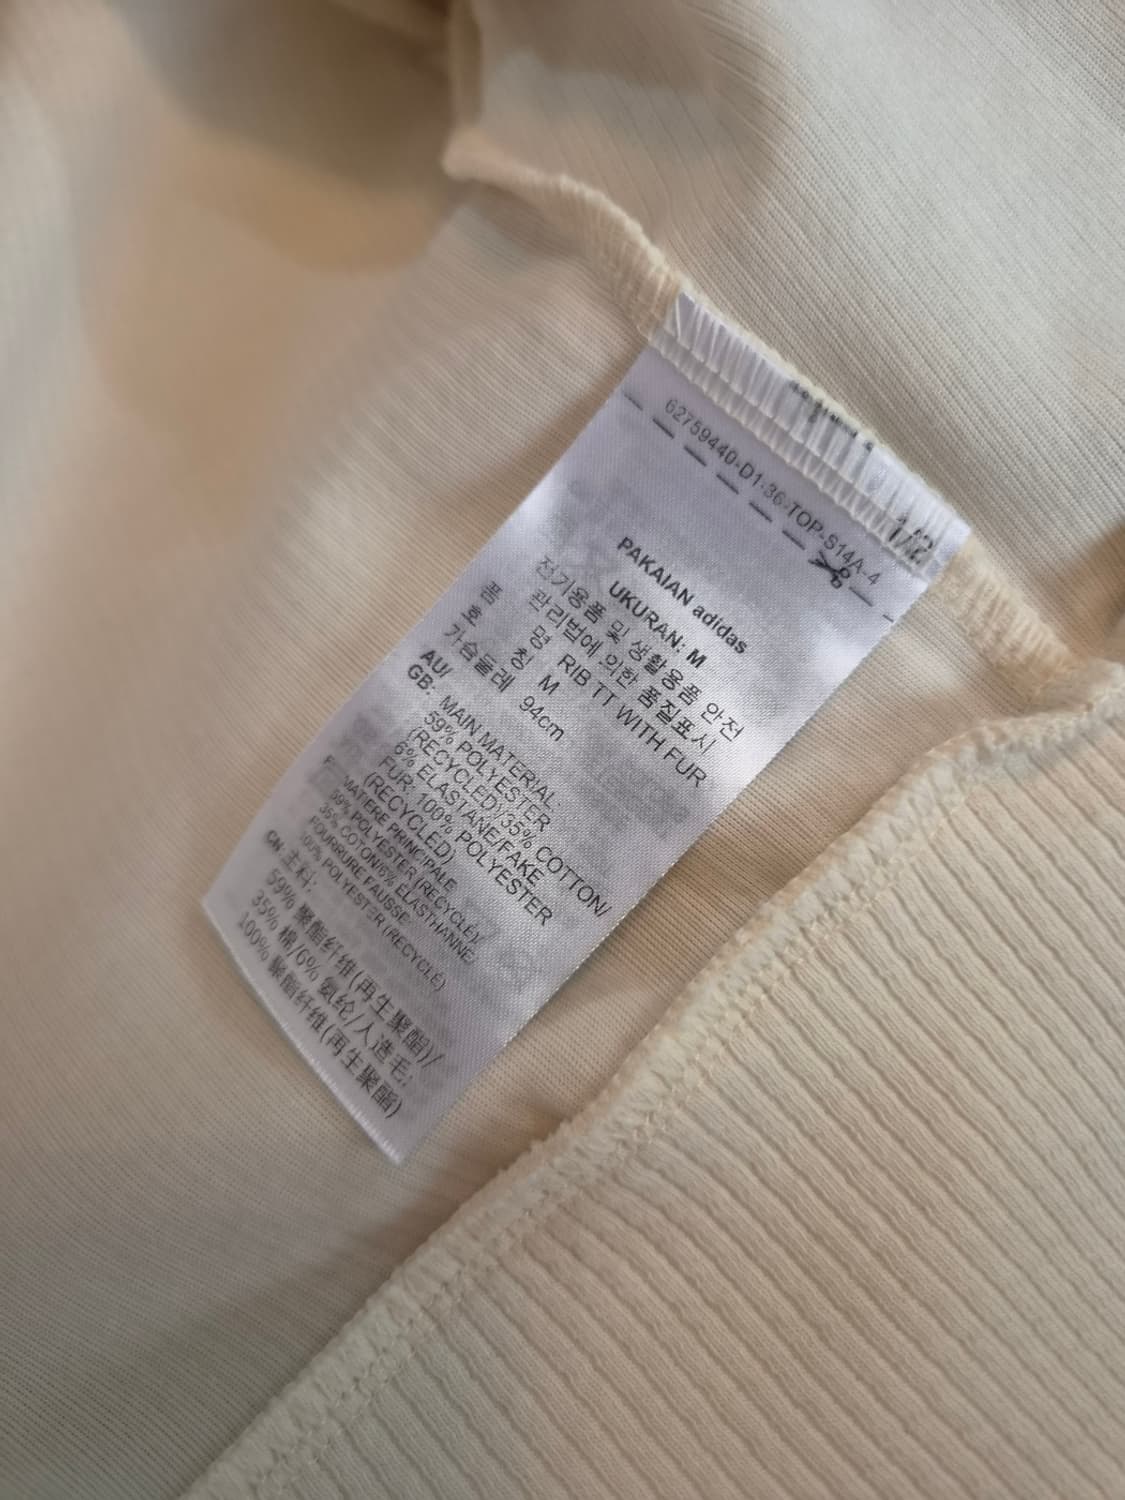 1/2
62759440-D1-36-TOP-S14A-4
PAKAIAN adidas
UKURAN: M
전기용품 및 생활용품 안전
관리법에 의한 품질표시
품 명 RIB TT WITH FUR
호 칭 M
가슴둘레 94cm
AU/
GB: MAIN MATERIAL:
59% POLYESTER
(RECYCLED)/35% COTTON/
6% ELASTANE/FAKE
FUR: 100% POLYESTER
(RECYCLED)
MATIERE PRINCIPALE
59% POLYESTER (RECYCLÉ)/
35% COTON/6% ELASTHANNE/
FOURRURE FAUSSE:
100% POLYESTER (RECYCLÉ)
CN: 主料:
59% 聚酯纤维(再生聚酯)/
35% 棉/6% 氨纶/人造毛:
100% 聚酯纤维(再生聚酯)